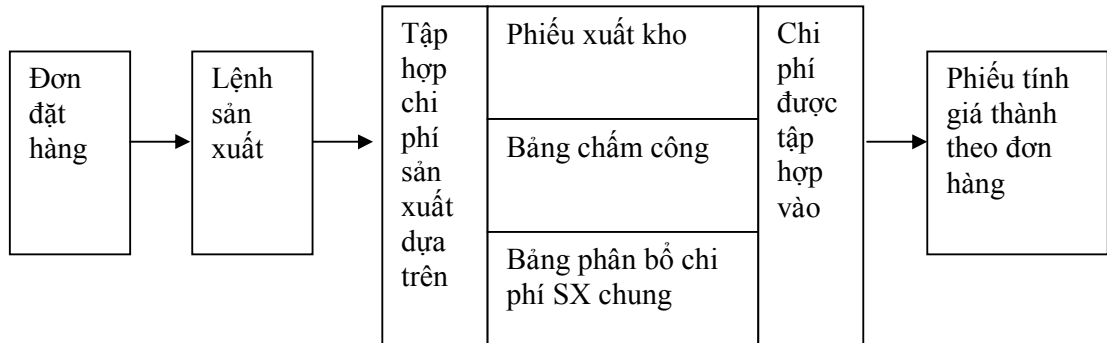 Đơn
đặt
hàng
Lệnh
sản
xuất
Tập
hợp
chi
phí
sản
xuất
dựa
trên
Phiếu xuất kho
Bảng chấm công
Bảng phân bổ chi
phí SX chung
Chi
phí
được
tập
hợp
vào
Phiếu tính
giá thành
theo đơn
hàng